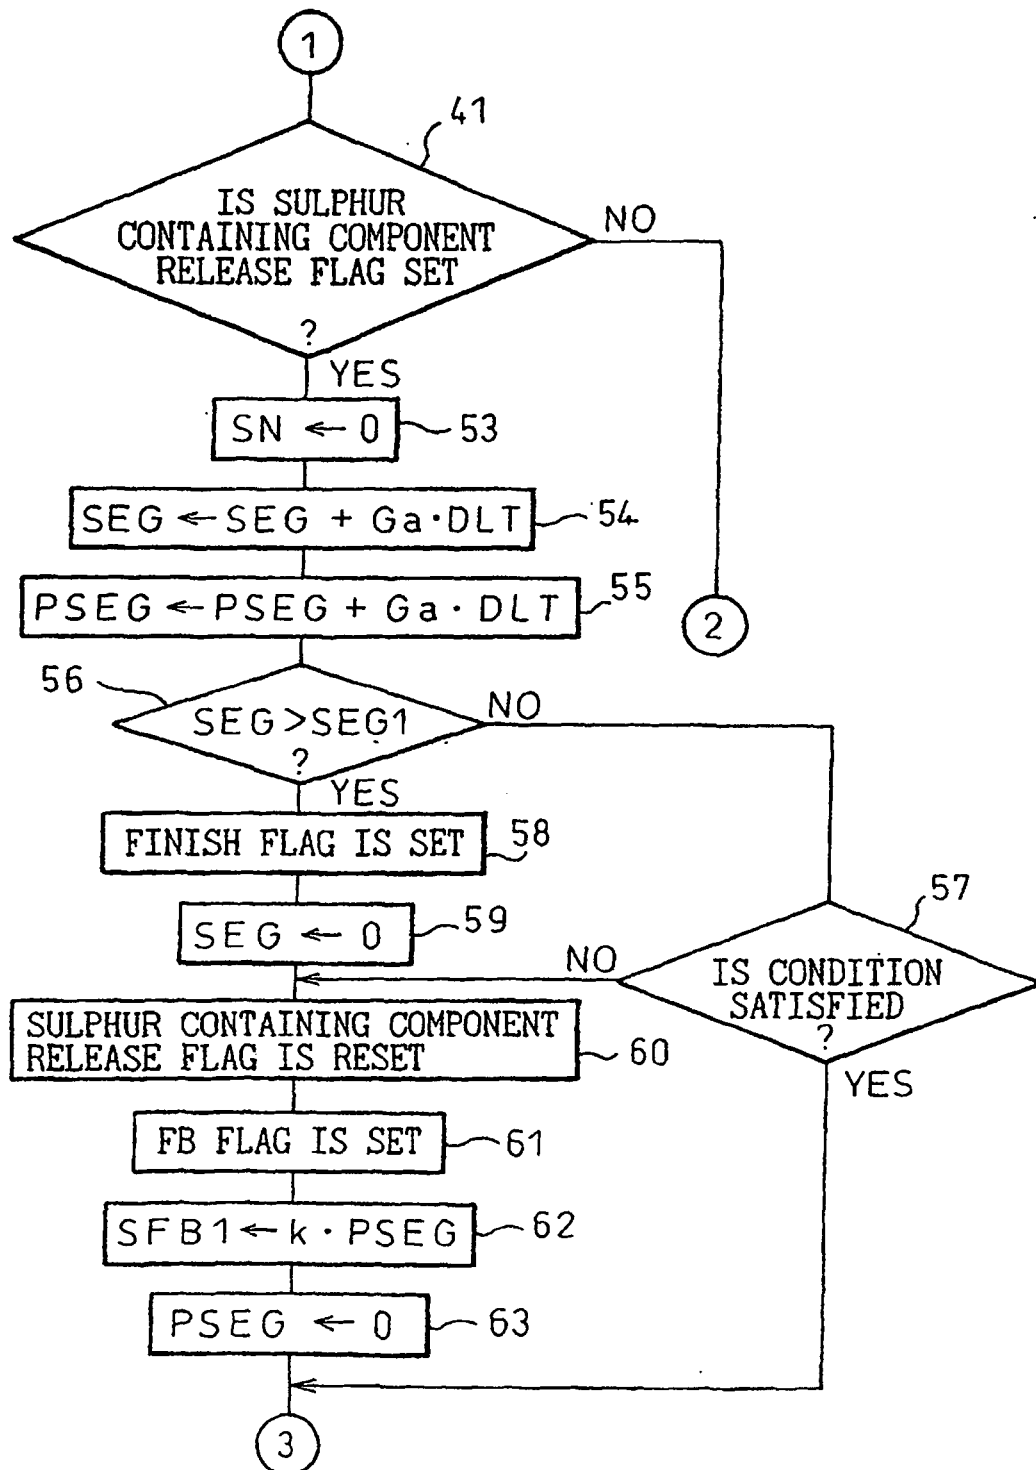 1
41
IS SULPHUR
CONTAINING COMPONENT
RELEASE FLAG SET
?
NO
YES
SN ← 0
53
SEG ← SEG + Ga·DLT
54
PSEG ← PSEG + Ga·DLT
55
2
56
SEG > SEG1
?
NO
YES
FINISH FLAG IS SET
58
57
SEG ← 0
59
NO
IS CONDITION
SATISFIED
?
YES
SULPHUR CONTAINING COMPONENT
RELEASE FLAG IS RESET
60
FB FLAG IS SET
61
SFB1 ← k·PSEG
62
PSEG ← 0
63
3